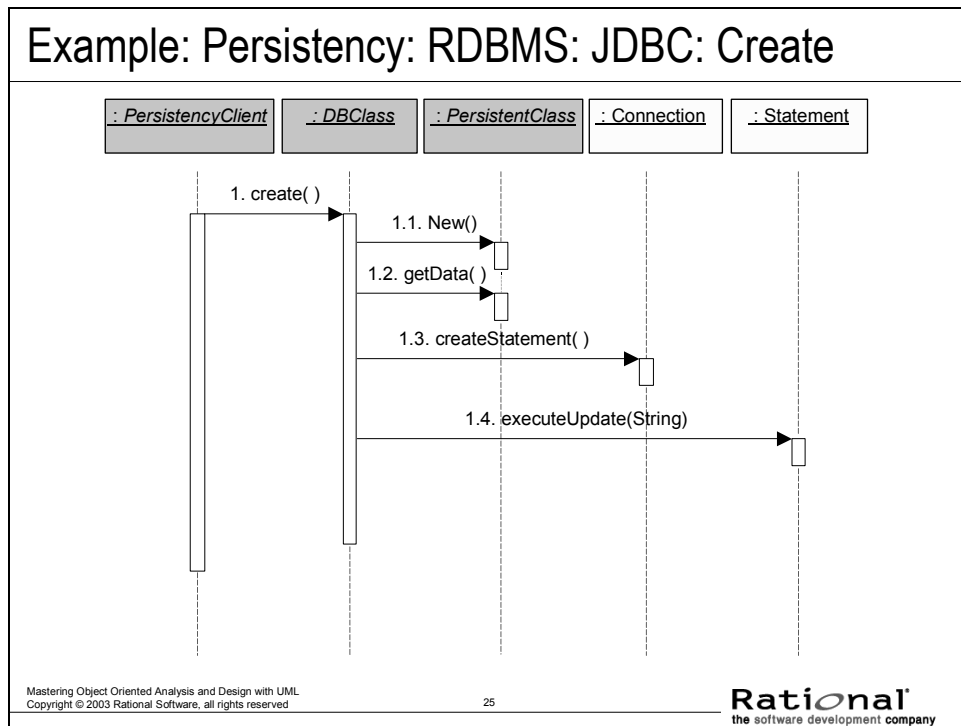 Example: Persistency: RDBMS: JDBC: Create
: PersistencyClient
: DBClass
: PersistentClass
: Connection
: Statement
1. create( )
1.1. New()
1.2. getData( )
1.3. createStatement( )
1.4. executeUpdate(String)
Mastering Object Oriented Analysis and Design with UML
Copyright © 2003 Rational Software, all rights reserved
25
Rational
the software development company